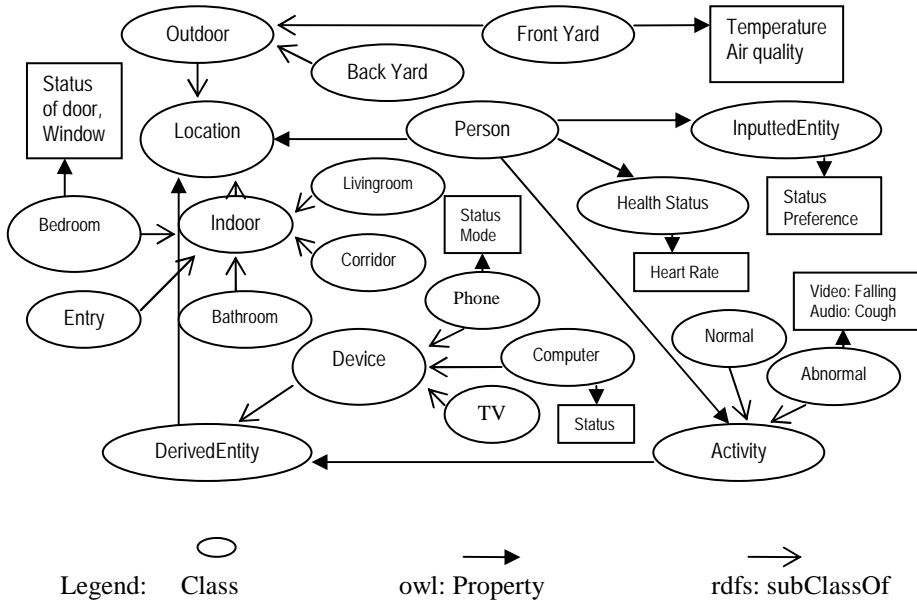 Outdoor
Front Yard
Temperature
Air quality
Back Yard
Status
of door,
Window
Location
Person
InputtedEntity
Livingroom
Status
Preference
Bedroom
Indoor
Status
Mode
Health Status
Corridor
Heart Rate
Entry
Bathroom
Phone
Video: Falling
Audio: Cough
Normal
Device
Computer
Abnormal
TV
Status
DerivedEntity
Activity
Legend: Class owl: Property rdfs: subClassOf